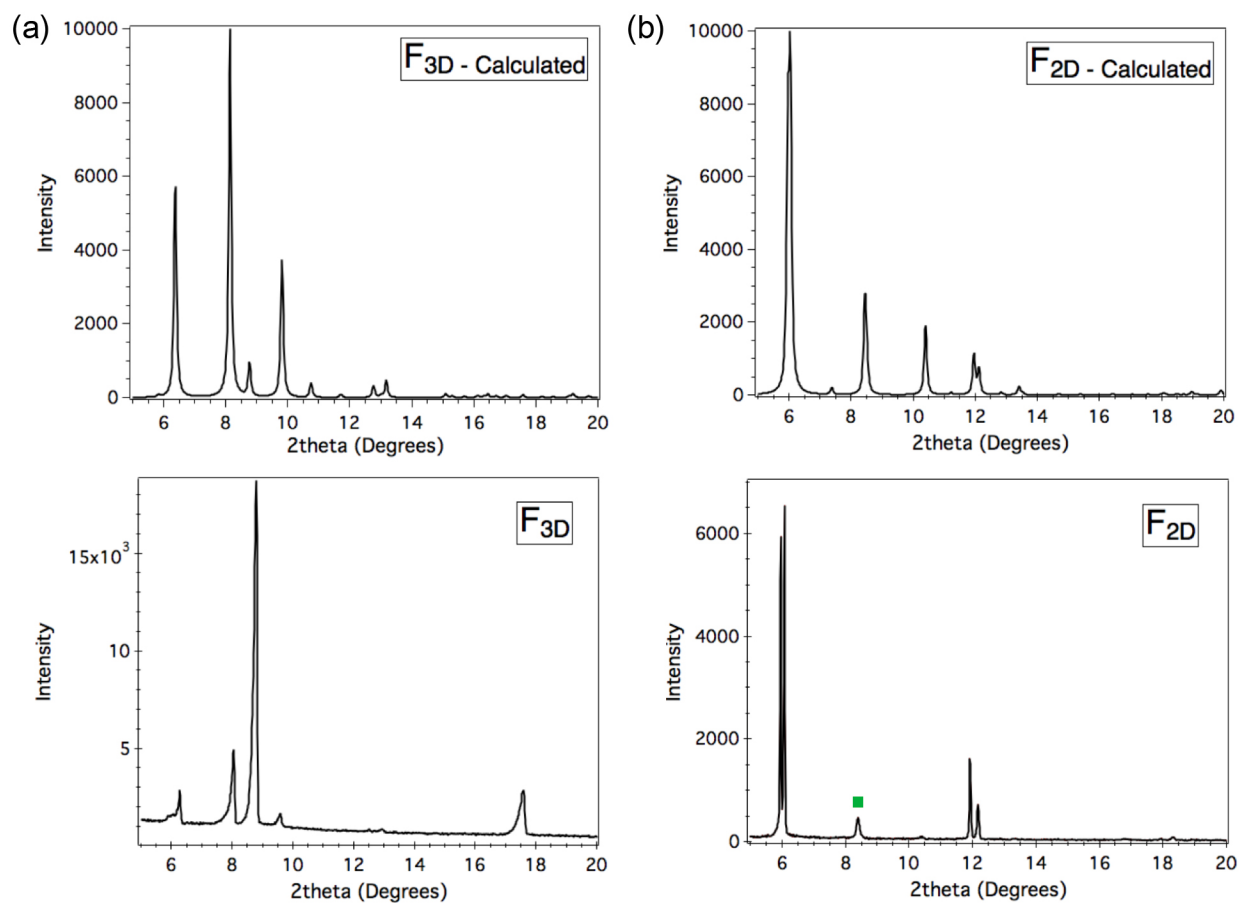 (a)
F3D - Calculated
10000
8000
6000
4000
2000
0
Intensity
6 8 10 12 14 16 18 20
2theta (Degrees)
(b)
F2D - Calculated
10000
8000
6000
4000
2000
0
Intensity
6 8 10 12 14 16 18 20
2theta (Degrees)
F3D
15x10³
10
5
Intensity
6 8 10 12 14 16 18 20
2theta (Degrees)
F2D
6000
4000
2000
0
Intensity
6 8 10 12 14 16 18 20
2theta (Degrees)